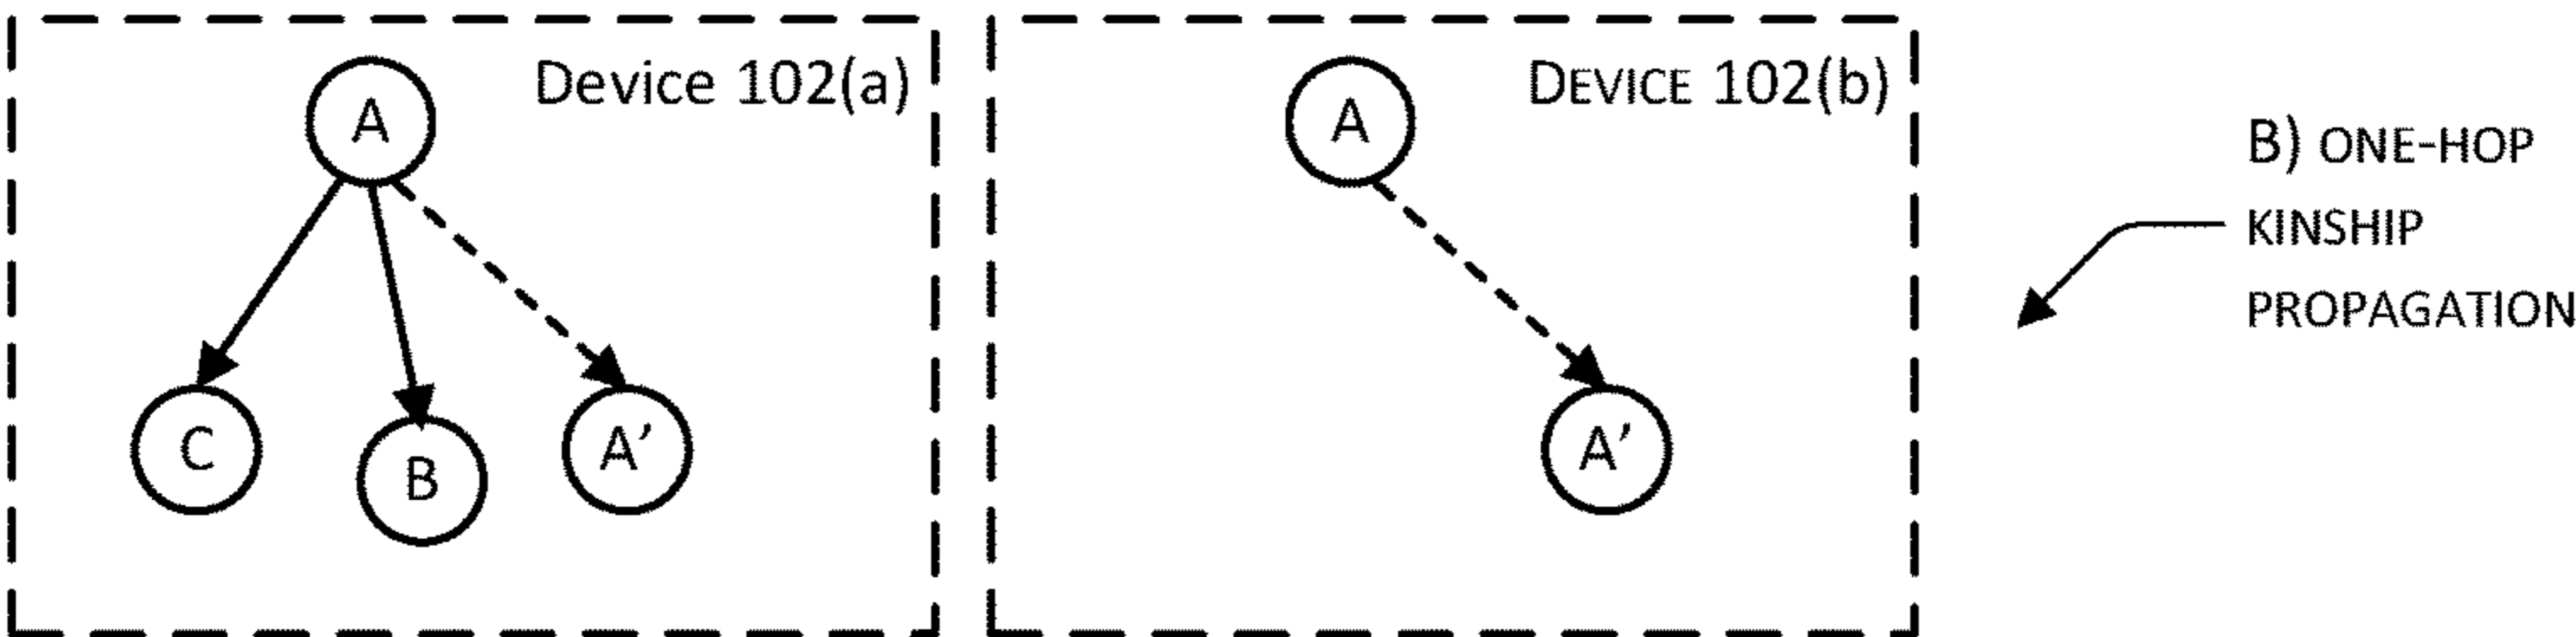 Device 102(a)
A
C
B
A’
DEVICE 102(b)
A
A’
B) ONE-HOP
KINSHIP
PROPAGATION